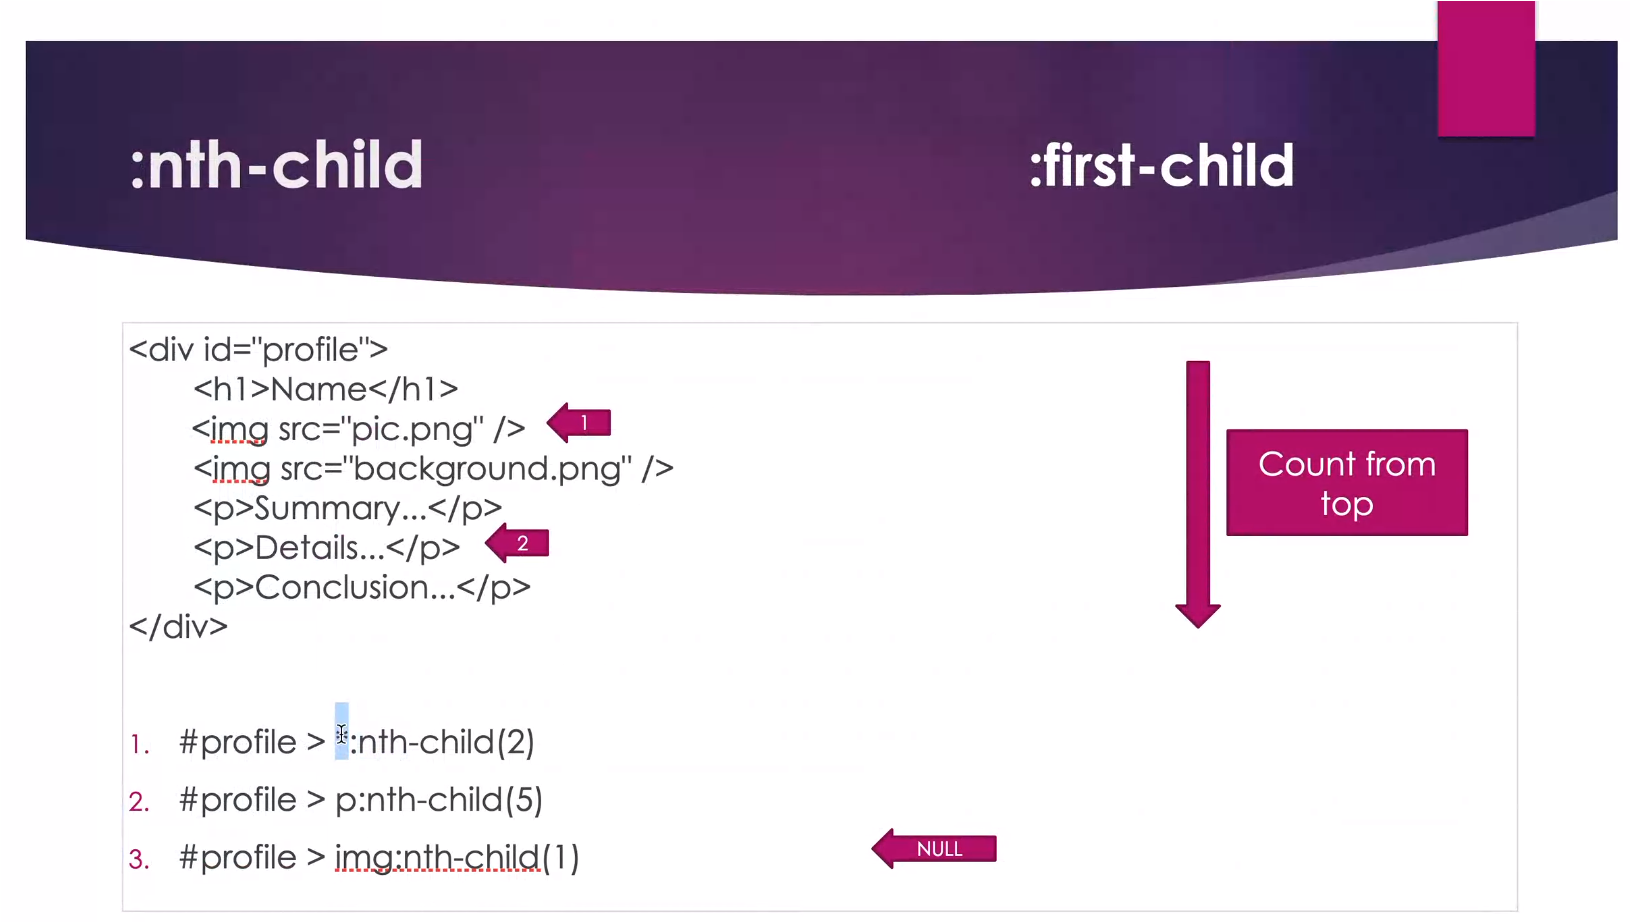 :nth-child
:first-child
<div id="profile">
<h1>Name</h1>
<img src="pic.png" />
1
<img src="background.png" />
<p>Summary...</p>
<p>Details...</p>
2
<p>Conclusion...</p>
</div>
Count from
top
1. #profile > :nth-child(2)
2. #profile > p:nth-child(5)
3. #profile > img:nth-child(1)
NULL